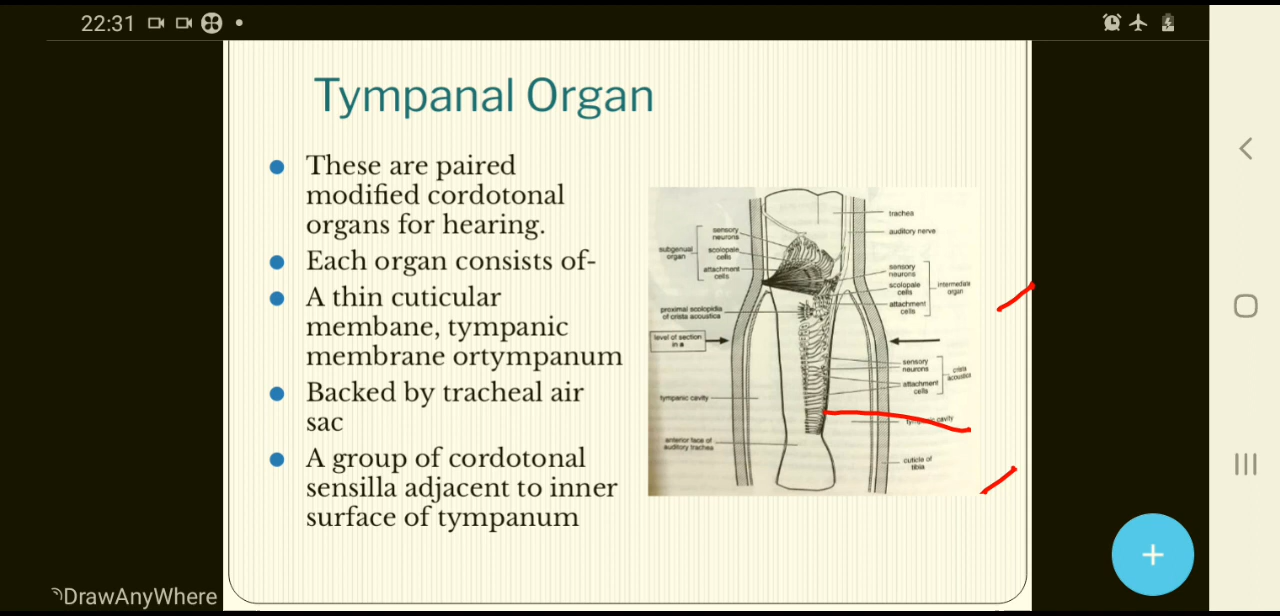 22:31
Tympanal Organ
These are paired
modified cordotonal
organs for hearing.
Each organ consists of-
A thin cuticular
membane, tympanic
membrane ortympanum
Backed by tracheal air
sac
A group of cordotonal
sensilla adjacent to inner
surface of tympanum
sensory
neurons
subgenual
organ
scolopale
cells
attachment
cells
proximal scolopidia
of crista acoustica
level of section
in a
tympanic cavity
anterior face of
auditory trachea
trachea
auditory nerve
sensory
neurons
scolopale
cells
attachment
cells
intermediate
organ
sensory
neurons
attachment
cells
crista
acoustica
tympanic cavity
cuticle of
tibia
DrawAnyWhere